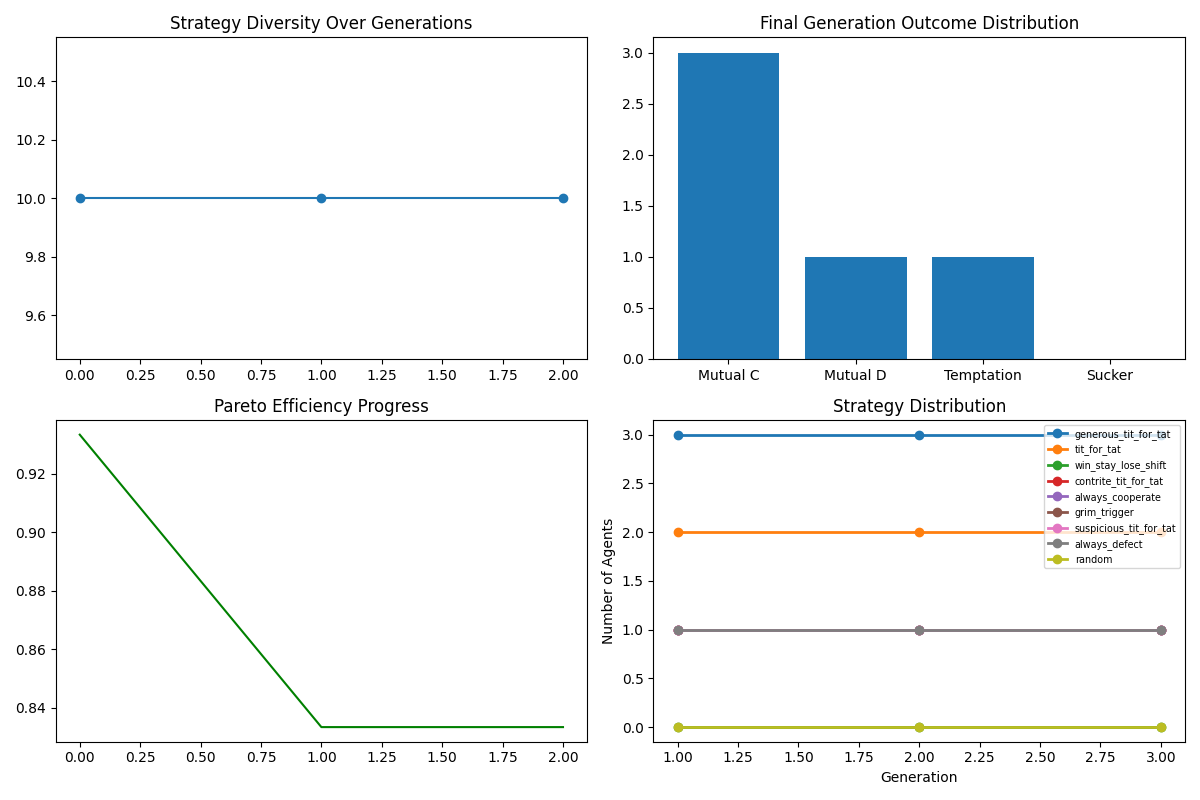 Strategy Diversity Over Generations
10.4
10.2
10.0
9.8
9.6
0.00 0.25 0.50 0.75 1.00 1.25 1.50 1.75 2.00
Final Generation Outcome Distribution
3.0
2.5
2.0
1.5
1.0
0.5
0.0
Mutual C Mutual D Temptation Sucker
Pareto Efficiency Progress
0.92
0.90
0.88
0.86
0.84
0.00 0.25 0.50 0.75 1.00 1.25 1.50 1.75 2.00
Strategy Distribution
Number of Agents
3.0
2.5
2.0
1.5
1.0
0.5
0.0
generous_tit_for_tat
tit_for_tat
win_stay_lose_shift
contrite_tit_for_tat
always_cooperate
grim_trigger
suspicious_tit_for_tat
always_defect
random
1.00 1.25 1.50 1.75 2.00 2.25 2.50 2.75 3.00
Generation